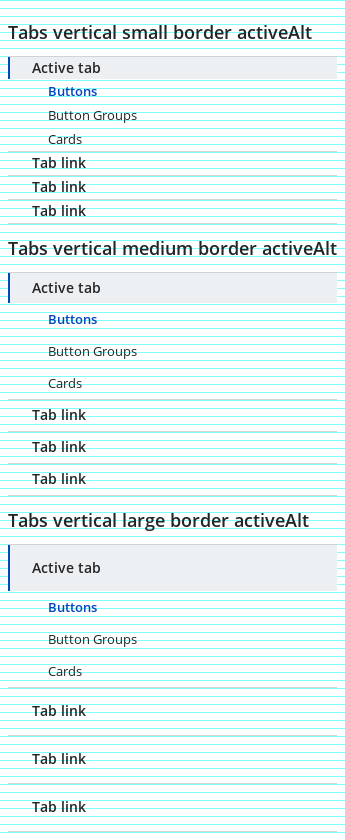 Tabs vertical small border activeAlt
Active tab
Buttons
Button Groups
Cards
Tab link
Tab link
Tab link
Tabs vertical medium border activeAlt
Active tab
Buttons
Button Groups
Cards
Tab link
Tab link
Tab link
Tabs vertical large border activeAlt
Active tab
Buttons
Button Groups
Cards
Tab link
Tab link
Tab link